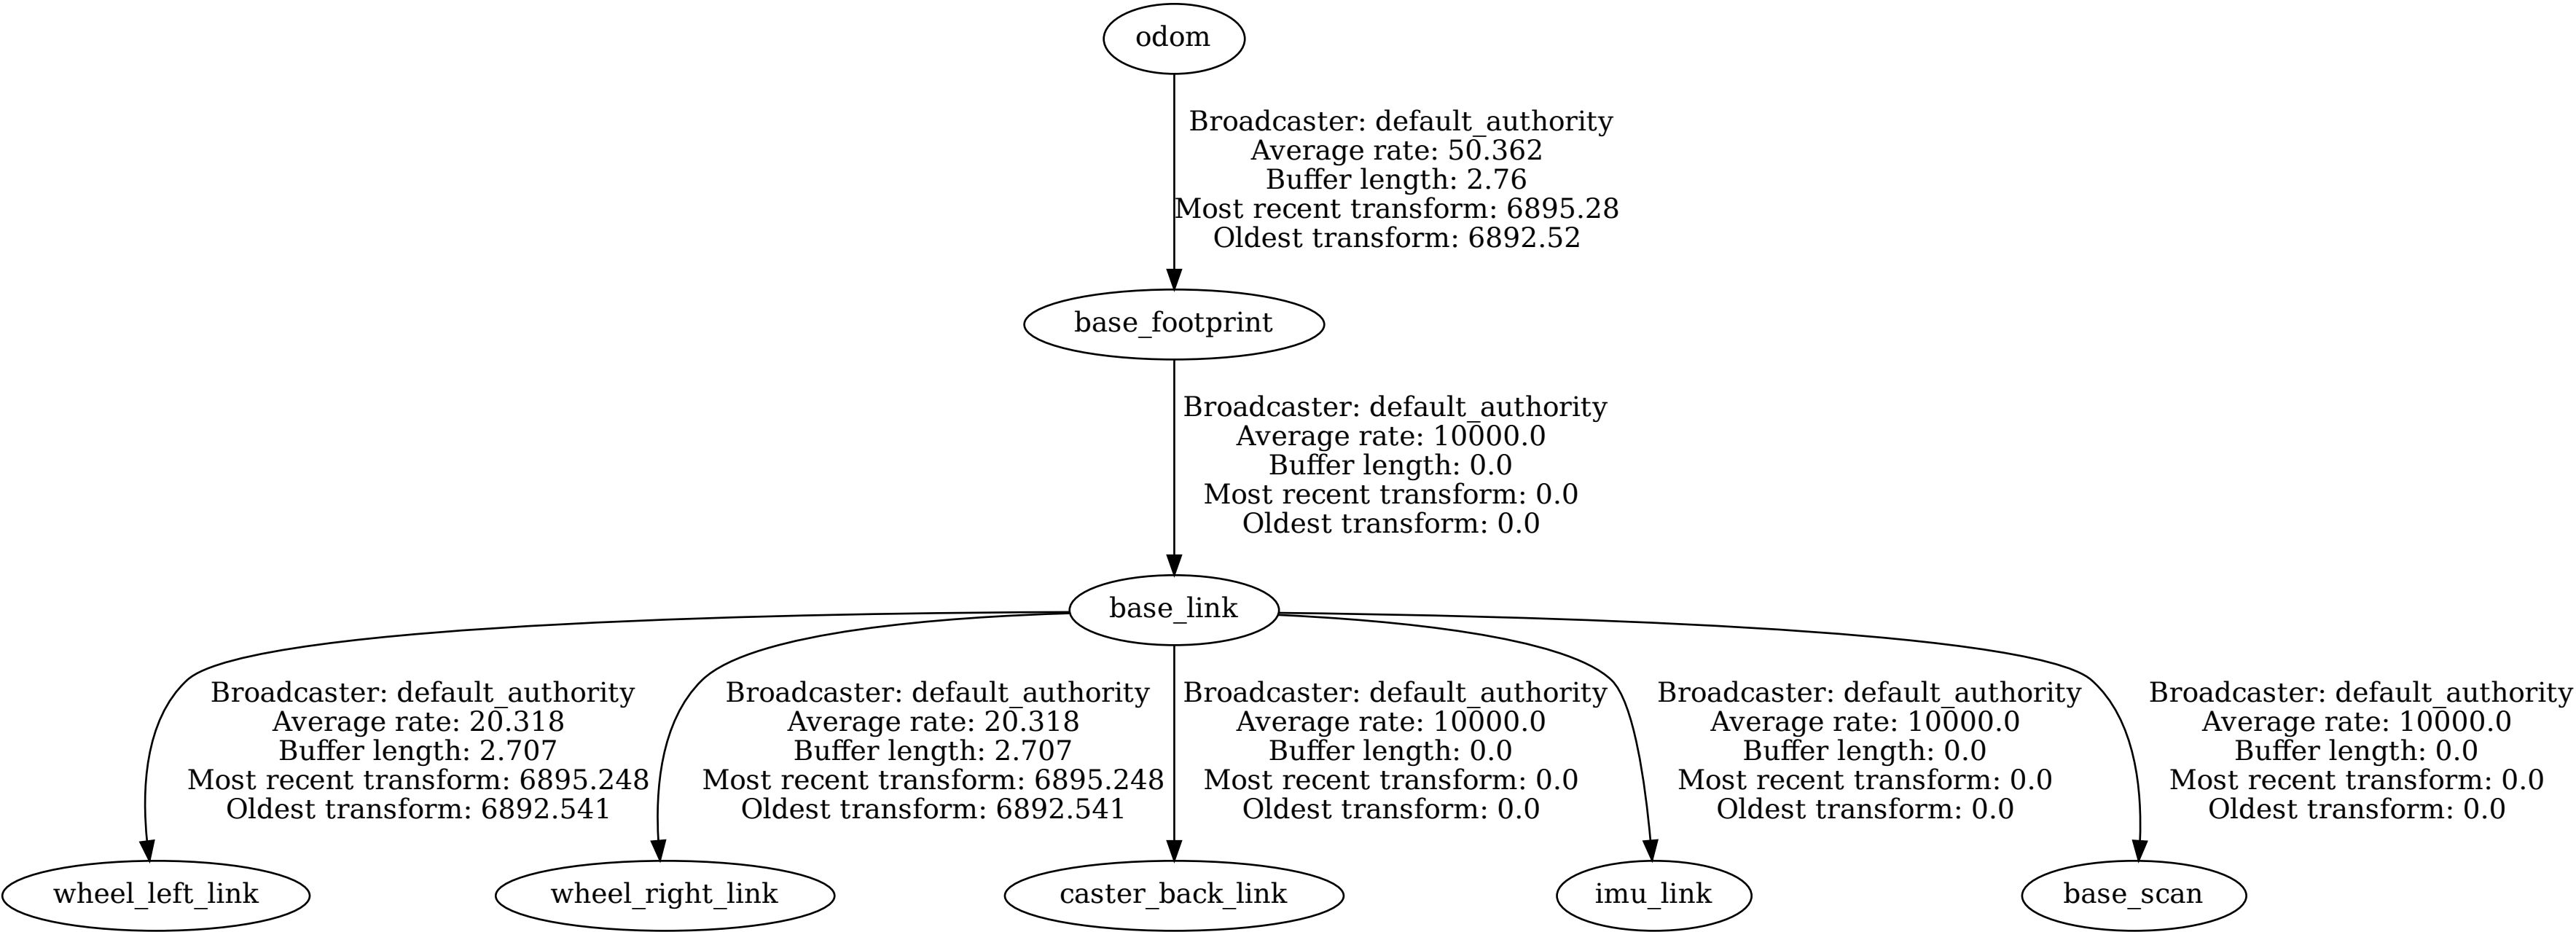 odom
Broadcaster: default_authority
Average rate: 50.362
Buffer length: 2.76
Most recent transform: 6895.28
Oldest transform: 6892.52
base_footprint
Broadcaster: default_authority
Average rate: 10000.0
Buffer length: 0.0
Most recent transform: 0.0
Oldest transform: 0.0
base_link
Broadcaster: default_authority
Average rate: 20.318
Buffer length: 2.707
Most recent transform: 6895.248
Oldest transform: 6892.541
Broadcaster: default_authority
Average rate: 20.318
Buffer length: 2.707
Most recent transform: 6895.248
Oldest transform: 6892.541
Broadcaster: default_authority
Average rate: 10000.0
Buffer length: 0.0
Most recent transform: 0.0
Oldest transform: 0.0
Broadcaster: default_authority
Average rate: 10000.0
Buffer length: 0.0
Most recent transform: 0.0
Oldest transform: 0.0
Broadcaster: default_authority
Average rate: 10000.0
Buffer length: 0.0
Most recent transform: 0.0
Oldest transform: 0.0
wheel_left_link
wheel_right_link
caster_back_link
imu_link
base_scan